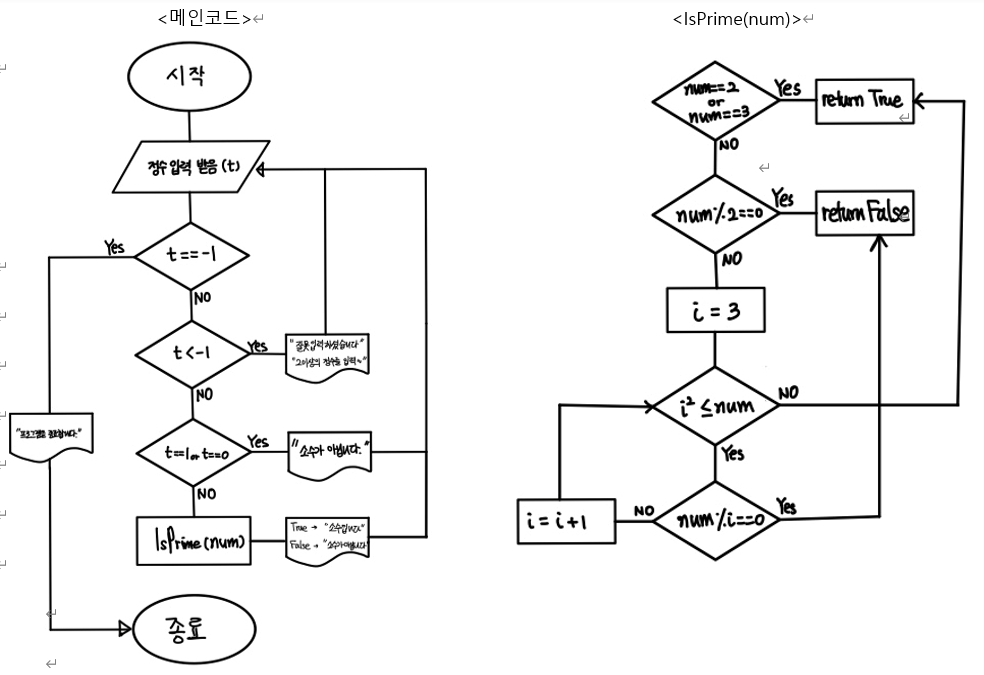 <메인코드>
시작
정수 입력 받음 (t)
t==-1
Yes
NO
t<-1
Yes
"잘못 입력 하셨습니다"
"2이상의 정수를 입력~"
NO
t==1 or t==0
Yes
"소수가 아닙니다."
NO
IsPrime(num)
True → "소수입니다"
False → "소수가 아닙니다"
"프로그램을 종료합니다."
종료
<IsPrime(num)>
num==2
or
num==3
Yes
return True
NO
num%2==0
Yes
return False
NO
i = 3
i² ≤ num
NO
Yes
num%i==0
Yes
NO
i = i+1